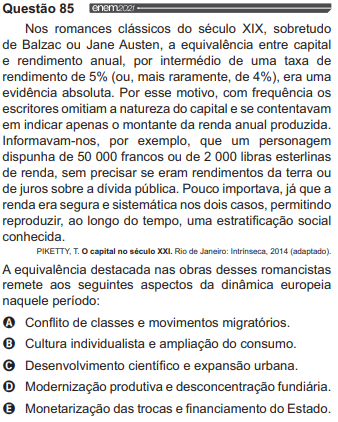 Questão 85 enem2021
Nos romances clássicos do século XIX, sobretudo
de Balzac ou Jane Austen, a equivalência entre capital
e rendimento anual, por intermédio de uma taxa de
rendimento de 5% (ou, mais raramente, de 4%), era uma
evidência absoluta. Por esse motivo, com frequência os
escritores omitiam a natureza do capital e se contentavam
em indicar apenas o montante da renda anual produzida.
Informavam-nos, por exemplo, que um personagem
dispunha de 50 000 francos ou de 2 000 libras esterlinas
de renda, sem precisar se eram rendimentos da terra ou
de juros sobre a dívida pública. Pouco importava, já que a
renda era segura e sistemática nos dois casos, permitindo
reproduzir, ao longo do tempo, uma estratificação social
conhecida.
PIKETTY, T. O capital no século XXI. Rio de Janeiro: Intrínseca, 2014 (adaptado).
A equivalência destacada nas obras desses romancistas
remete aos seguintes aspectos da dinâmica europeia
naquele período:
A Conflito de classes e movimentos migratórios.
B Cultura individualista e ampliação do consumo.
C Desenvolvimento científico e expansão urbana.
D Modernização produtiva e desconcentração fundiária.
E Monetarização das trocas e financiamento do Estado.